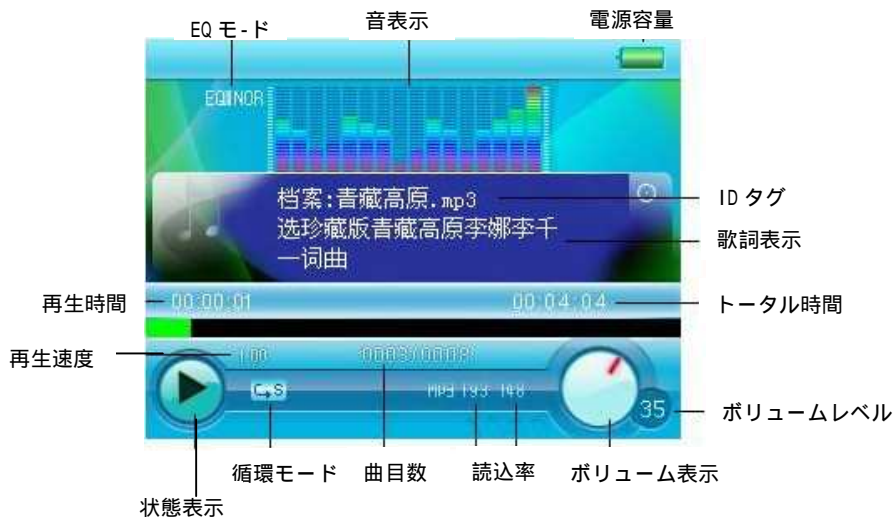 EQ モ-ド
音表示
電源容量
EQ NOR
档案:青藏高原.mp3
选珍藏版青藏高原李娜李千
一词曲
ID タグ
歌詞表示
再生時間
00:00:01
00:04:04
トータル時間
再生速度
1.00
0003/0008
S
MP3 193 148
35
ボリュームレベル
循環モード
曲目数
読込率
ボリューム表示
状態表示